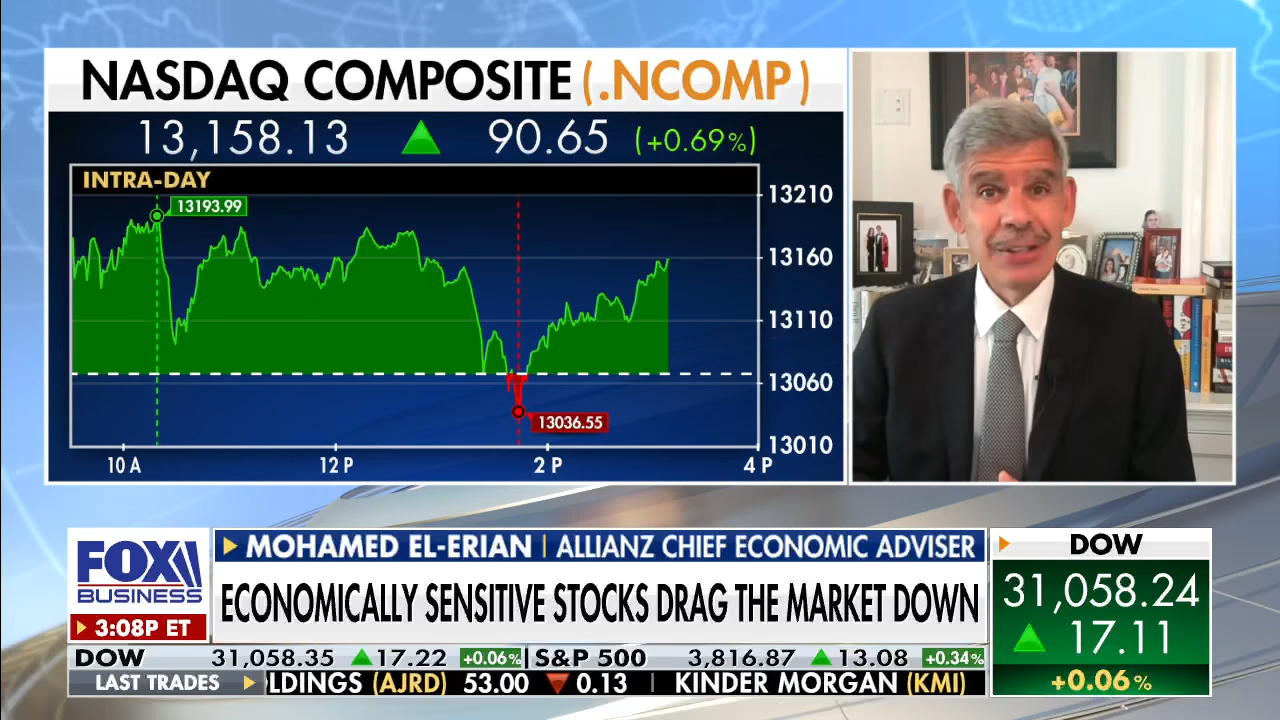 NASDAQ COMPOSITE (.NCOMP)
13,158.13 ▲ 90.65 (+0.69%)
INTRA-DAY
13193.99
13210
13160
13110
13060
13010
13036.55
10 A 12 P 2 P 4 P
FOX
BUSINESS
3:08P ET
MOHAMED EL-ERIAN | ALLIANZ CHIEF ECONOMIC ADVISER
ECONOMICALLY SENSITIVE STOCKS DRAG THE MARKET DOWN
DOW
31,058.24
▲ 17.11
+0.06%
DOW 31,058.35 ▲17.22 +0.06% | S&P 500 3,816.87 ▲13.08 +0.34%
LAST TRADES LDINGS (AJRD) 53.00 ▼0.13 | KINDER MORGAN (KMI)